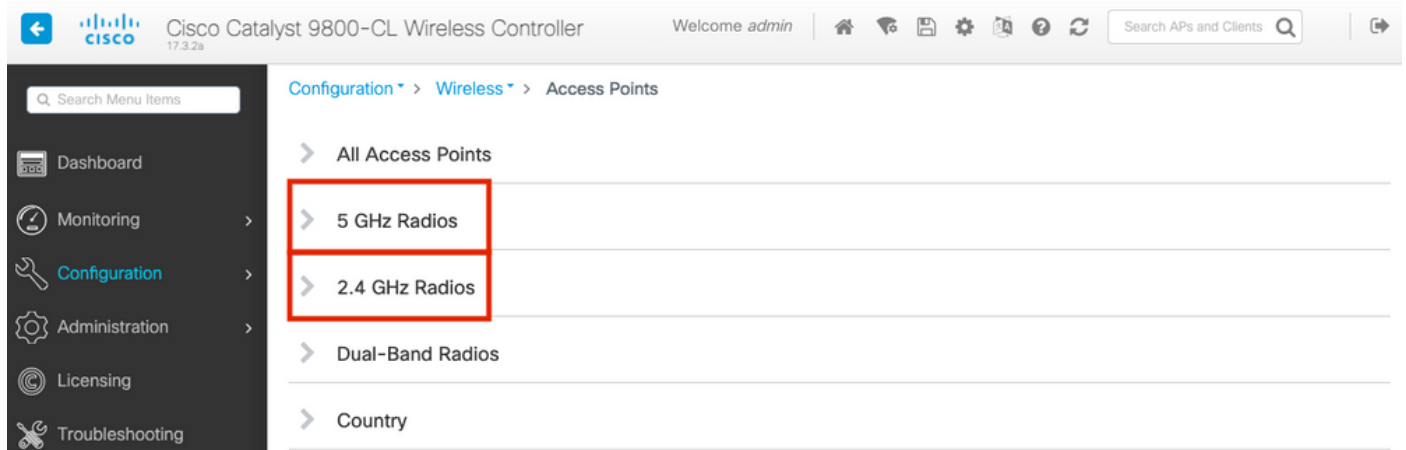 CISCO
Cisco Catalyst 9800-CL Wireless Controller
17.3.2a
Welcome admin
Search APs and Clients
Search Menu Items
Dashboard
Monitoring
Configuration
Administration
Licensing
Troubleshooting
Configuration > Wireless > Access Points
All Access Points
5 GHz Radios
2.4 GHz Radios
Dual-Band Radios
Country